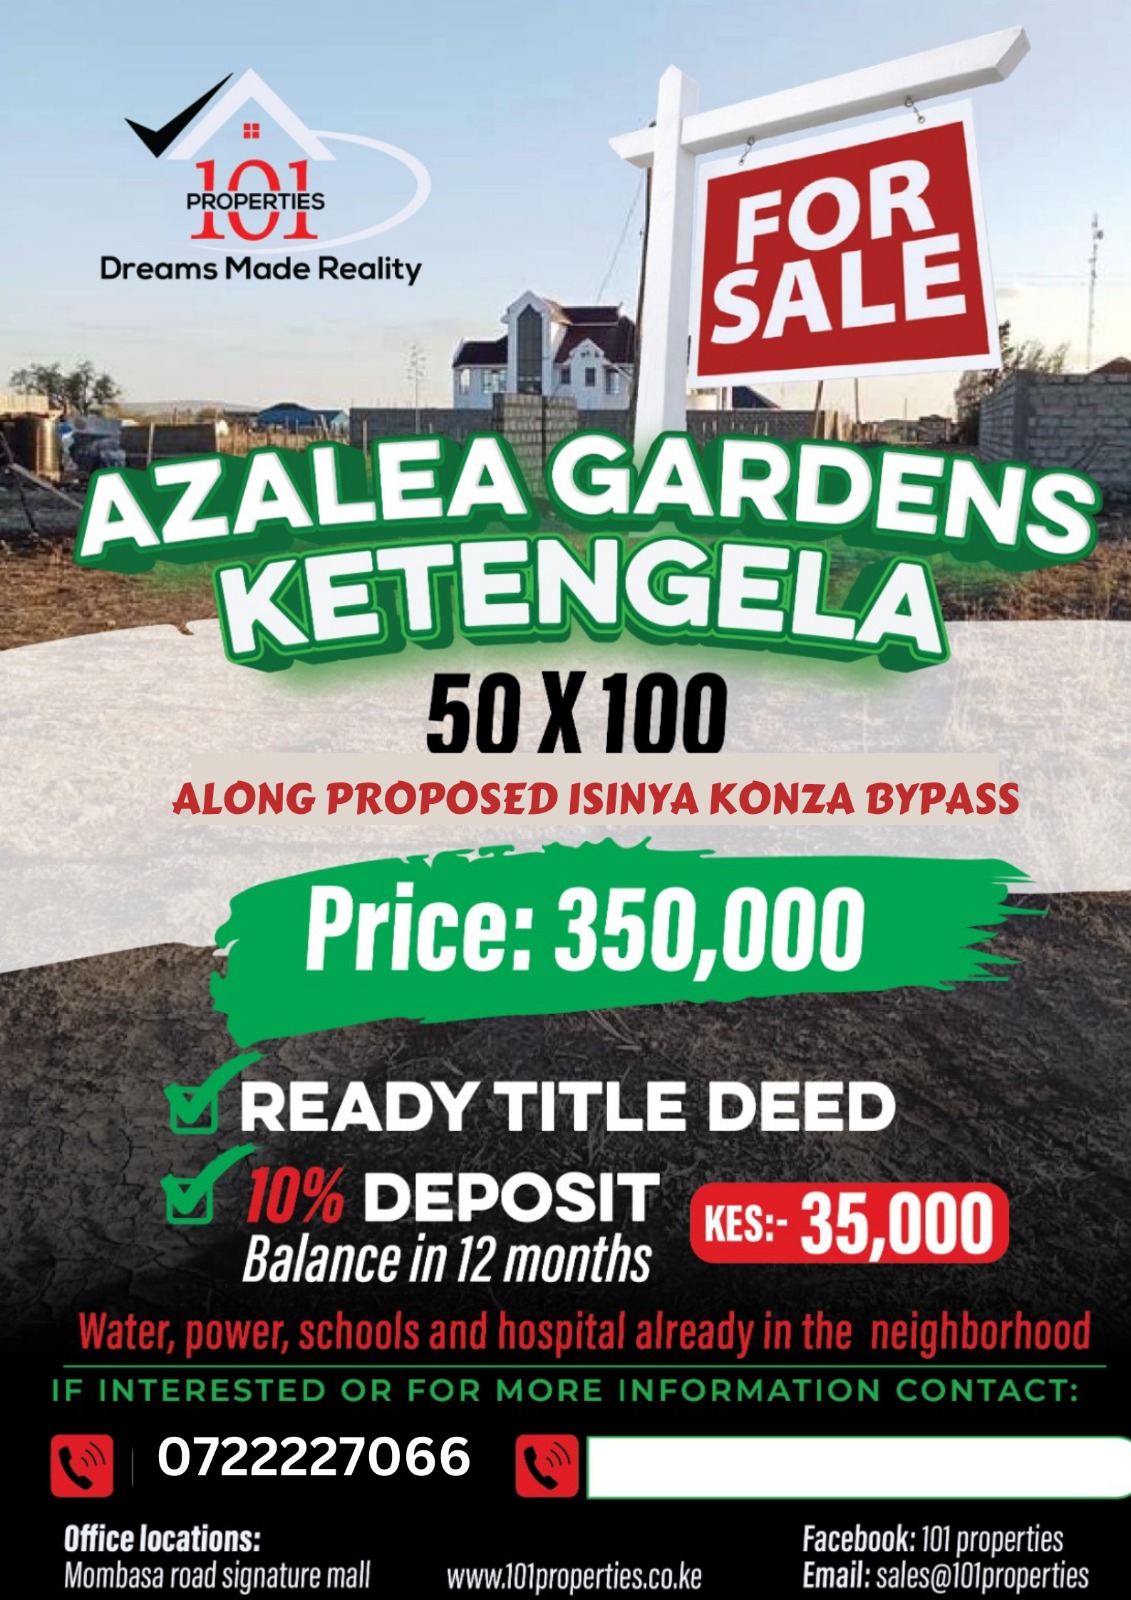 101
PROPERTIES
Dreams Made Reality
FOR
SALE
AZALEA GARDENS
KETENGELA
50 X 100
ALONG PROPOSED ISINYA KONZA BYPASS
Price: 350,000
READY TITLE DEED
10% DEPOSIT
KES:- 35,000
Balance in 12 months
Water, power, schools and hospital already in the neighborhood
IF INTERESTED OR FOR MORE INFORMATION CONTACT:
0722227066
Office locations:
Mombasa road signature mall
www.101properties.co.ke
Facebook: 101 properties
Email: sales@101properties